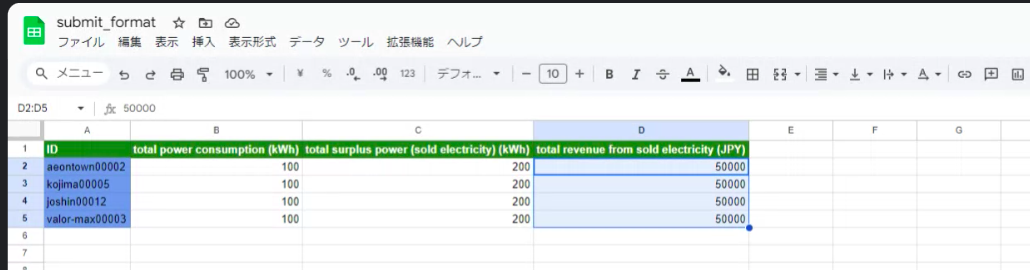 submit_format
ファイル 編集 表示 挿入 表示形式 データ ツール 拡張機能 ヘルプ
メニュー 100% ¥ % .0 .00 123 デフォ... − 10 + B I S A
D2:D5 fx 50000
A B C D E F G
1 ID total power consumption (kWh) total surplus power (sold electricity) (kWh) total revenue from sold electricity (JPY)
2 aeontown00002 100 200 50000
3 kojima00005 100 200 50000
4 joshin00012 100 200 50000
5 valor-max00003 100 200 50000
6
7
8